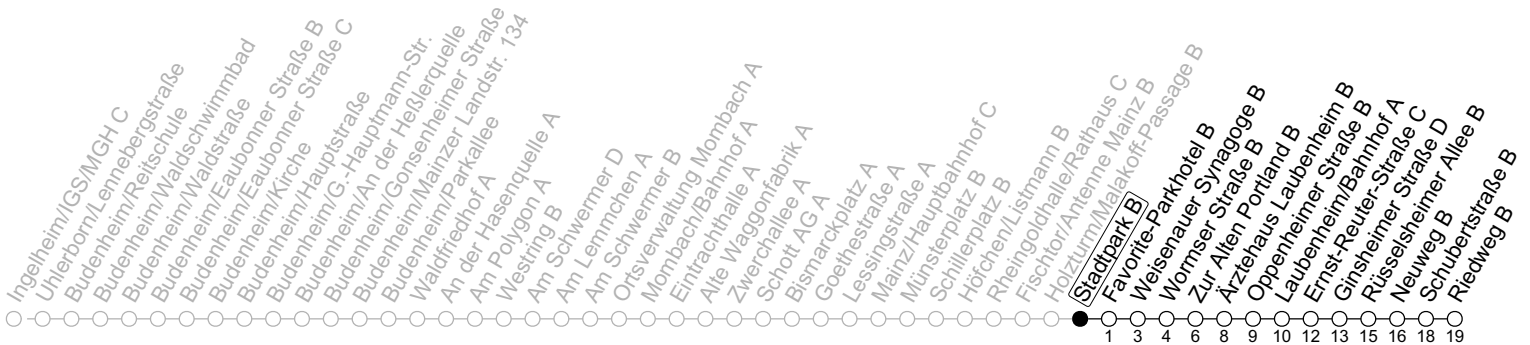 Ingelheim/IGS/MGH C
Uhlerborn/Lennebergstraße
Budenheim/Reitschule
Budenheim/Waldschwimmbad
Budenheim/Waldstraße
Budenheim/Eaubonner Straße B
Budenheim/Eaubonner Straße C
Budenheim/Kirche
Budenheim/Hauptstraße
Budenheim/G.-Hauptmann-Str.
Budenheim/An der Heßlerquelle
Budenheim/Gonsenheimer Straße
Budenheim/Mainzer Landstr. 134
Budenheim/Parkallee
Waldfriedhof A
An der Hasenquelle A
Am Polygon A
Westring B
Am Schwermer D
Am Lemmchen A
Am Schwermer B
Ortsverwaltung Mombach A
Mombach/Bahnhof A
Eintrachthalle A
Alte Waggonfabrik A
Zwerchallee A
Schott AG A
Bismarckplatz A
Goethestraße A
Lessingstraße A
Mainz/Hauptbahnhof C
Münsterplatz B
Schillerplatz B
Höfchen/Listmann B
Rheingoldhalle/Rathaus C
Fischtor/Antenne Mainz B
Holzturm/Malakoff-Passage B
Stadtpark B
Favorite-Parkhotel B
Weisenauer Synagoge B
Wormser Straße B
Zur Alten Portland B
Ärztehaus Laubenheim B
Oppenheimer Straße B
Laubenheim/Bahnhof A
Ernst-Reuter-Straße C
Ginsheimer Straße D
Rüsselsheimer Allee B
Neuweg B
Schubertstraße B
Riedweg B
1 3 4 6 8 9 10 12 13 15 16 18 19